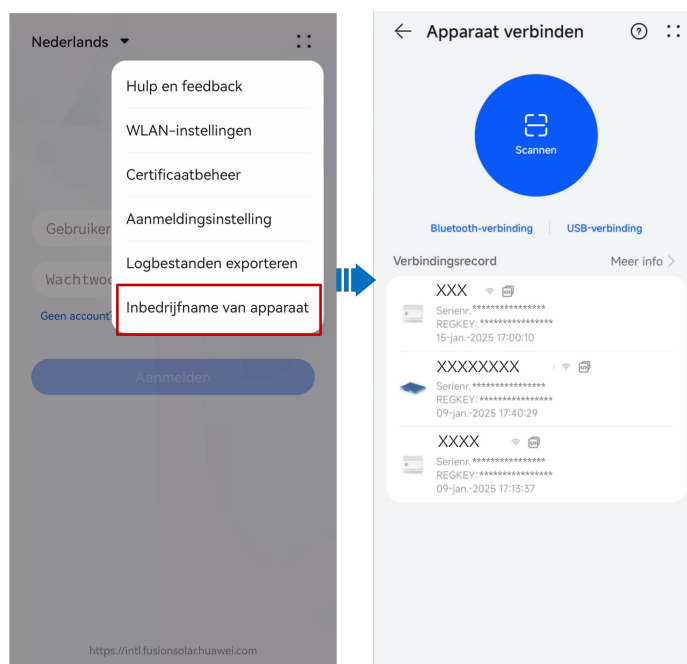 Nederlands
Hulp en feedback
WLAN-instellingen
Certificaatbeheer
Aanmeldingsinstelling
Logbestanden exporteren
Inbedrijfname van apparaat
Gebruiker
Wachtwoo
Geen account?
Aanmelden
https://intl.fusionsolar.huawei.com
Apparaat verbinden
Scannen
Bluetooth-verbinding
USB-verbinding
Verbindingsrecord Meer info
XXX
Serienr.****************
REGKEY:****************
15-jan.-2025 17:00:10
XXXXXXXX
Serienr.****************
REGKEY:****************
09-jan.-2025 17:40:29
XXXX
Serienr.****************
REGKEY:****************
09-jan.-2025 17:13:37